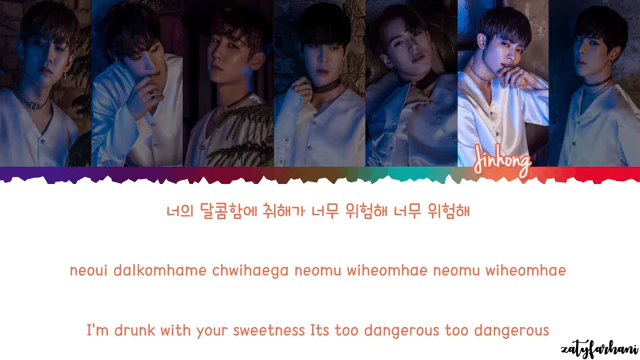 Jinhong
너의 달콤함에 취해가 너무 위험해 너무 위험해
neoui dalkomhame chwihaega neomu wiheomhae neomu wiheomhae
I'm drunk with your sweetness Its too dangerous too dangerous
zatyfarhani